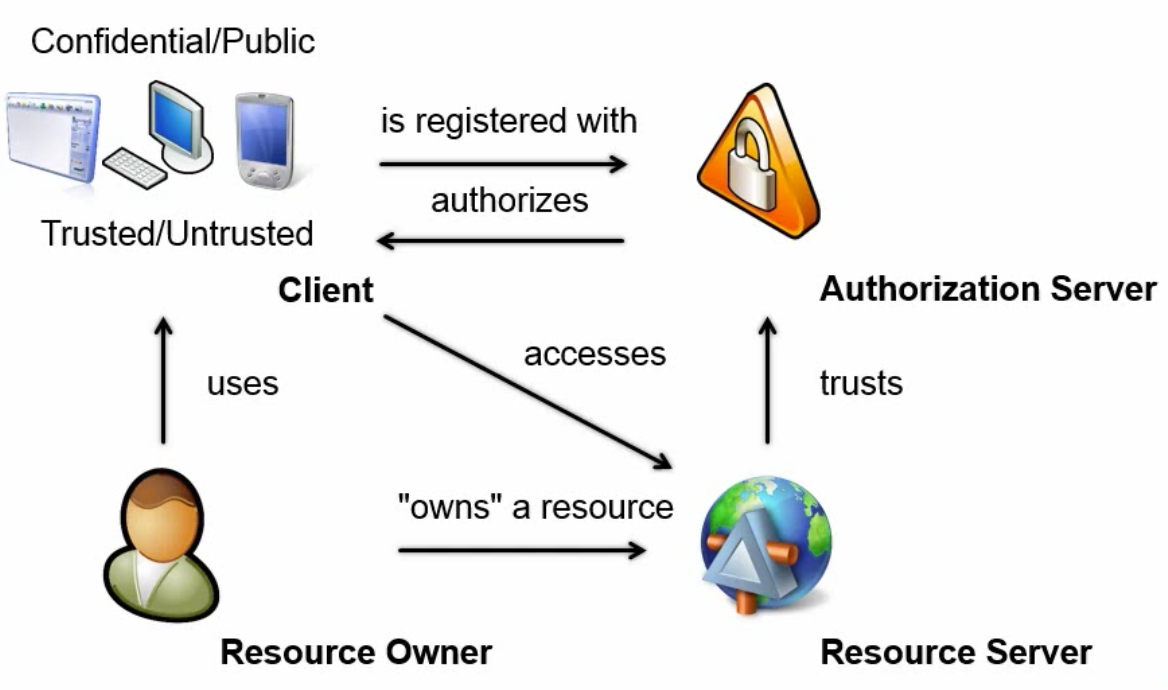 Confidential/Public
is registered with
authorizes
Trusted/Untrusted
Client
Authorization Server
accesses
uses
trusts
"owns" a resource
Resource Owner
Resource Server